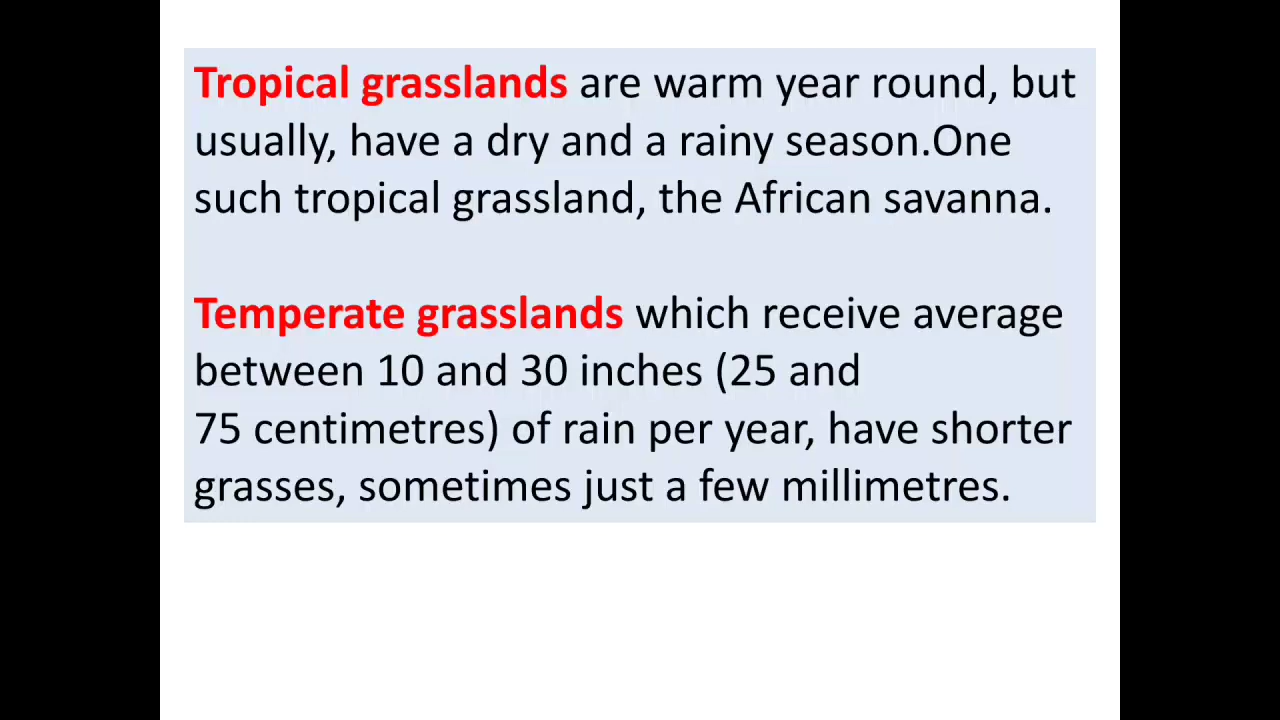 Tropical grasslands are warm year round, but
usually, have a dry and a rainy season.One
such tropical grassland, the African savanna.
Temperate grasslands which receive average
between 10 and 30 inches (25 and
75 centimetres) of rain per year, have shorter
grasses, sometimes just a few millimetres.